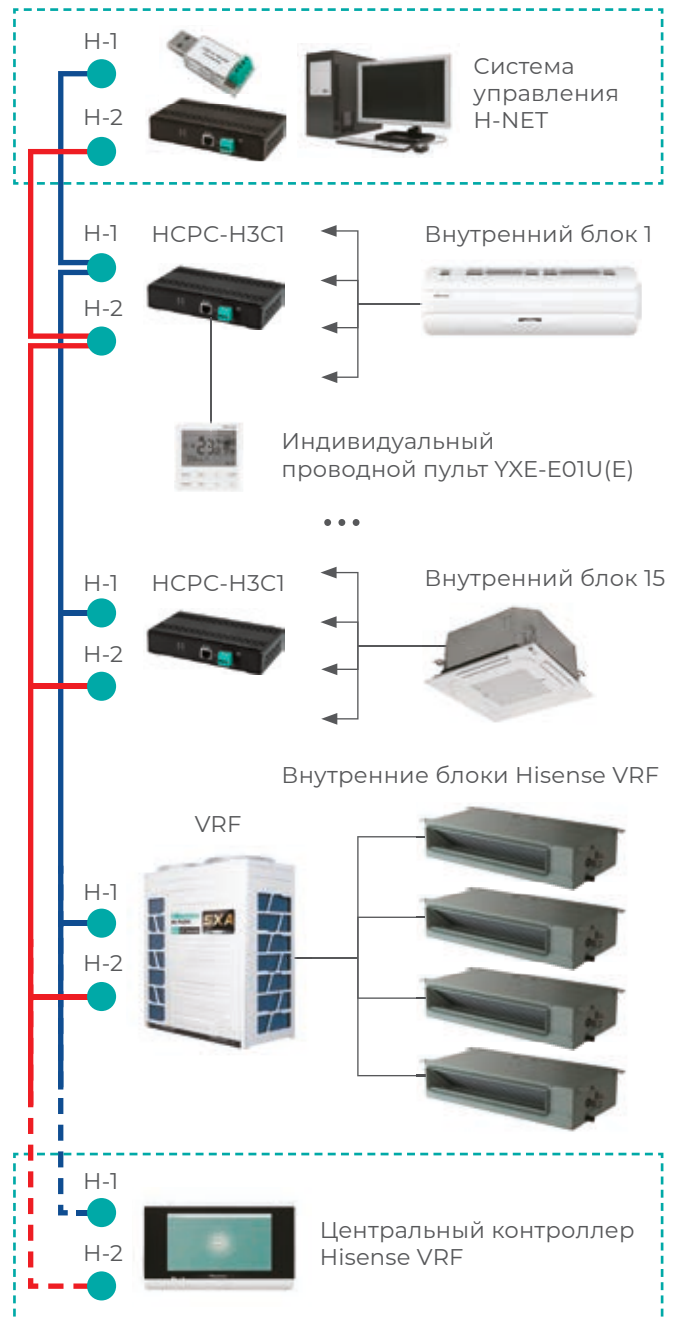 H-1
H-2
Система
управления
H-NET
H-1
HCPC-H3C1
Внутренний блок 1
H-2
Индивидуальный
проводной пульт YXE-E01U(E)
...
H-1
HCPC-H3C1
Внутренний блок 15
H-2
Внутренние блоки Hisense VRF
VRF
H-1
H-2
SXA
H-1
H-2
Центральный контроллер
Hisense VRF